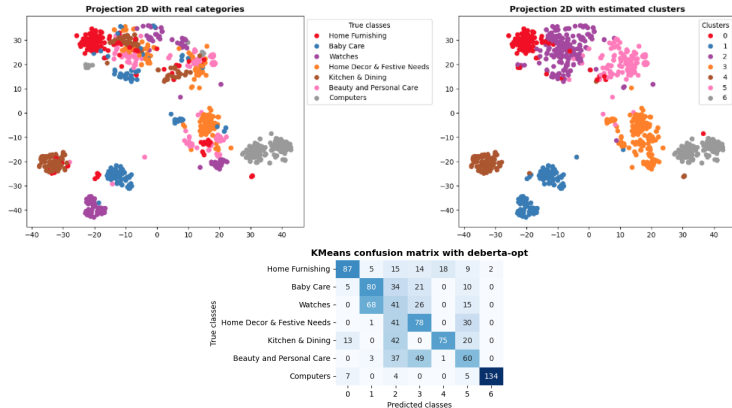 Projection 2D with real categories
True classes
Home Furnishing
Baby Care
Watches
Home Decor & Festive Needs
Kitchen & Dining
Beauty and Personal Care
Computers
30
20
10
0
−10
−20
−30
−40
−40 −30 −20 −10 0 10 20 30 40
Projection 2D with estimated clusters
Clusters
0
1
2
3
4
5
6
30
20
10
0
−10
−20
−30
−40
−40 −30 −20 −10 0 10 20 30 40
KMeans confusion matrix with deberta-opt
True classes
Home Furnishing 87 5 15 14 18 9 2
Baby Care 5 80 34 21 0 10 0
Watches 0 68 41 26 0 15 0
Home Decor & Festive Needs 0 1 41 78 0 30 0
Kitchen & Dining 13 0 42 0 75 20 0
Beauty and Personal Care 0 3 37 49 1 60 0
Computers 7 0 4 0 0 5 134
0 1 2 3 4 5 6
Predicted classes